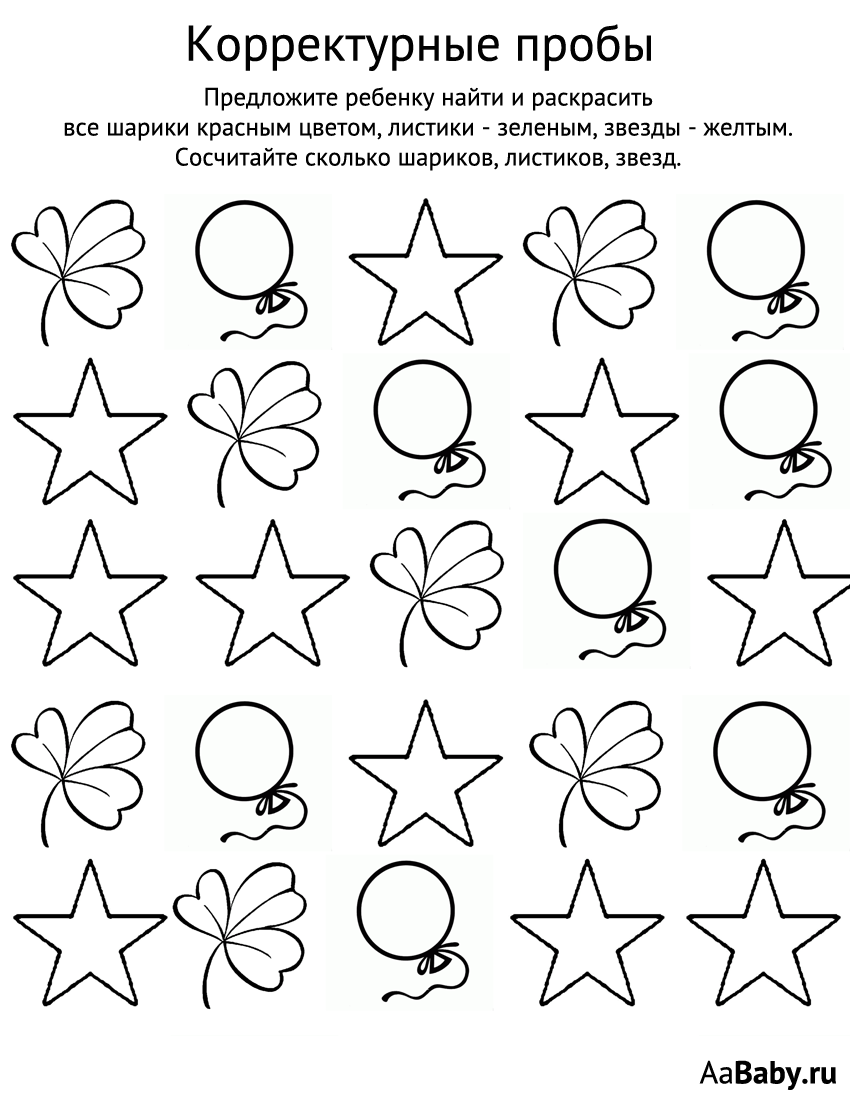 Корректурные пробы
Предложите ребенку найти и раскрасить
все шарики красным цветом, листики - зеленым, звезды - желтым.
Сосчитайте сколько шариков, листиков, звезд.
AaBaby.ru